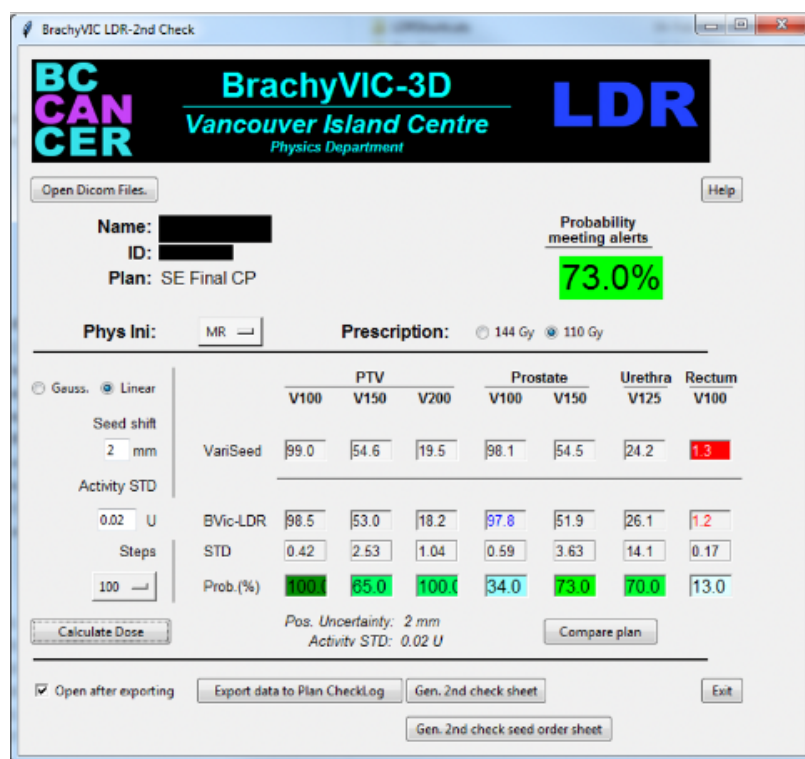 BrachyVIC LDR-2nd Check
BC
CAN
CER
BrachyVIC-3D
Vancouver Island Centre
Physics Department
LDR
Open Dicom Files.
Help
Name:
ID:
Plan: SE Final CP
Probability
meeting alerts
73.0%
Phys Ini: MR Prescription: 144 Gy 110 Gy
Gauss. Linear
PTV Prostate Urethra Rectum
V100 V150 V200 V100 V150 V125 V100
Seed shift
2 mm
VariSeed 99.0 54.6 19.5 98.1 54.5 24.2 1.3
Activity STD
0.02 U
BVic-LDR 98.5 53.0 18.2 97.8 51.9 26.1 1.2
Steps
STD 0.42 2.53 1.04 0.59 3.63 14.1 0.17
100
Prob.(%) 100.( 65.0 100.( 34.0 73.0 70.0 13.0
Calculate Dose
Pos. Uncertainty: 2 mm
Activity STD: 0.02 U
Compare plan
Open after exporting
Export data to Plan CheckLog
Gen. 2nd check sheet
Exit
Gen. 2nd check seed order sheet